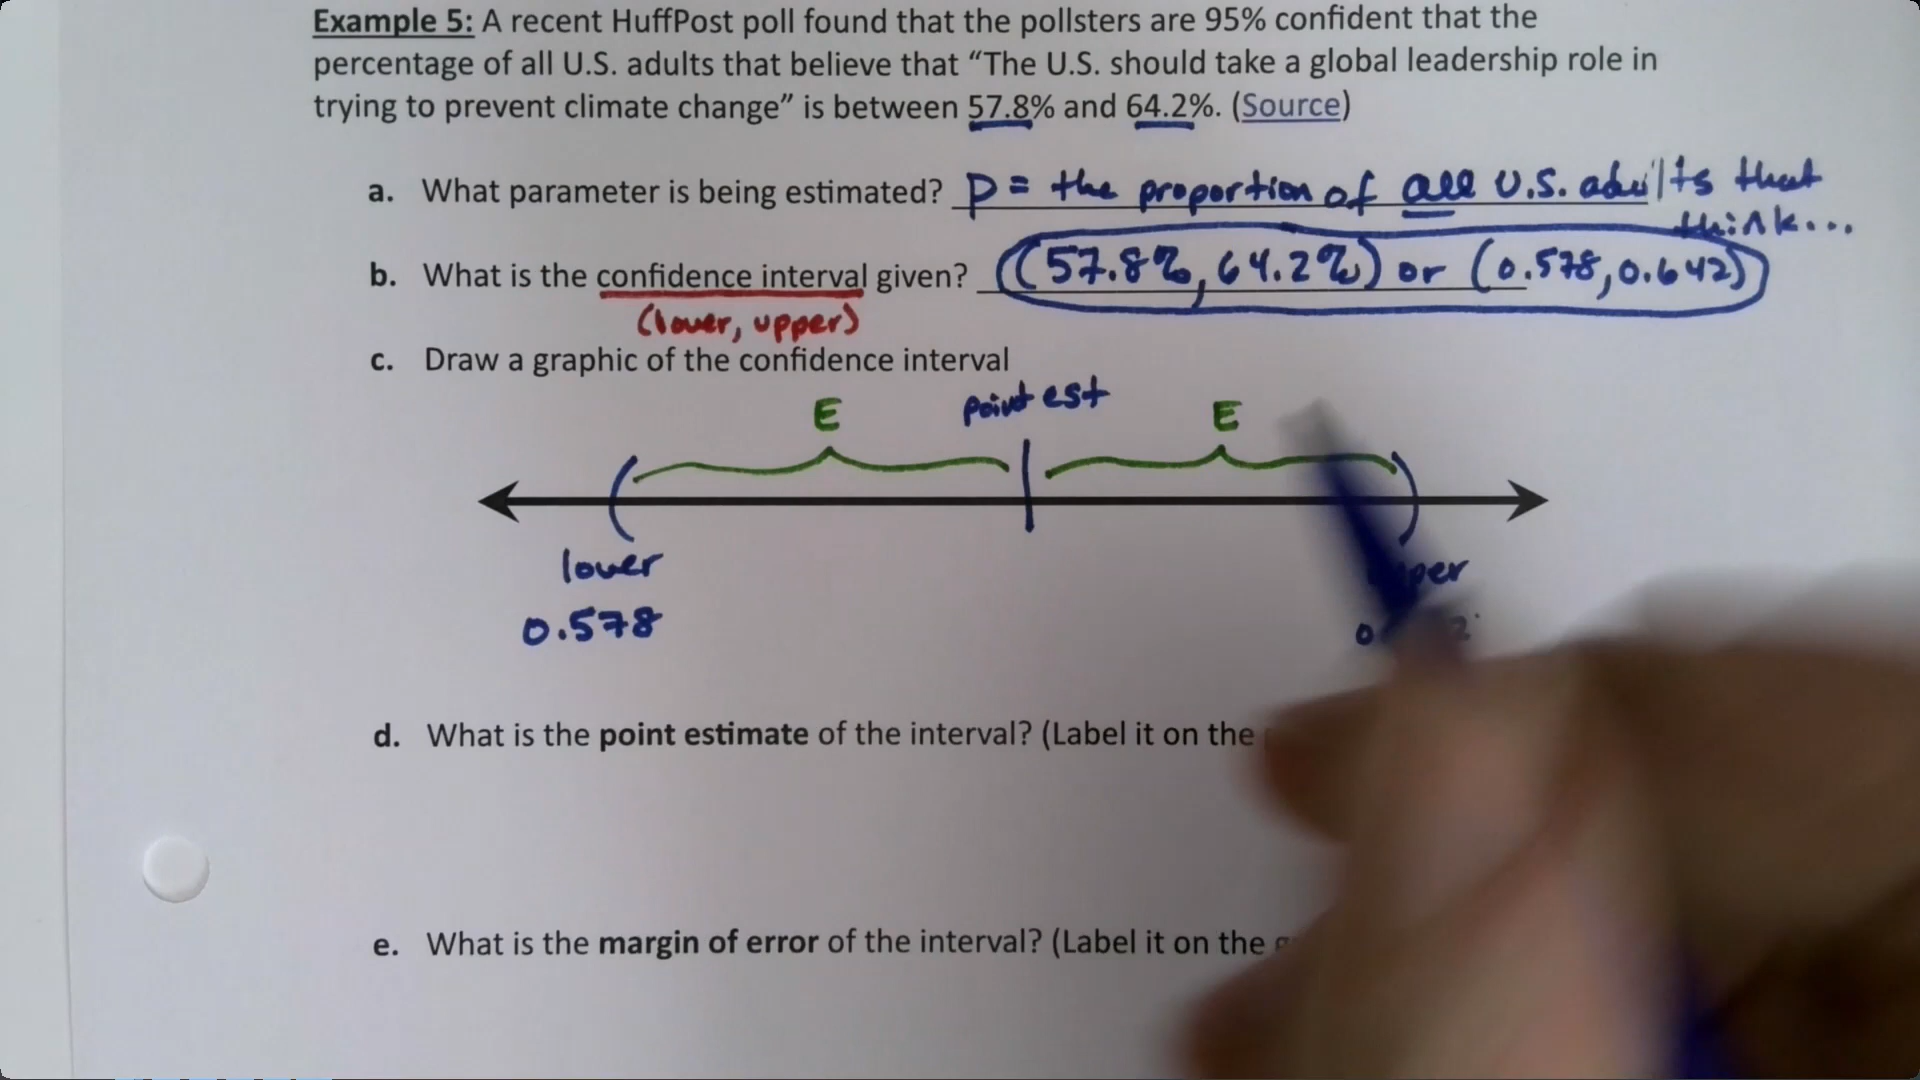 Example 5: A recent HuffPost poll found that the pollsters are 95% confident that the
percentage of all U.S. adults that believe that “The U.S. should take a global leadership role in
trying to prevent climate change” is between 57.8% and 64.2%. (Source)
a. What parameter is being estimated? p = the proportion of all U.S. adults that
think...
b. What is the confidence interval given? (57.8%, 64.2%) or (0.578, 0.642)
(lower, upper)
c. Draw a graphic of the confidence interval
E point est E
lower
0.578
d. What is the point estimate of the interval? (Label it on the
e. What is the margin of error of the interval? (Label it on the